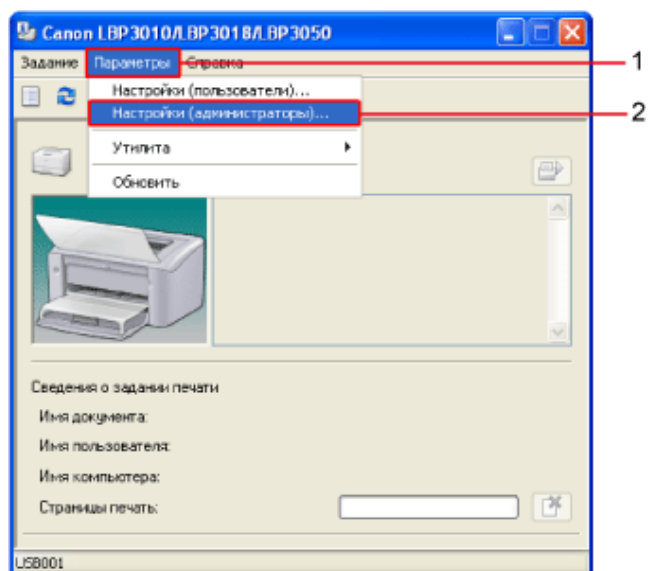 Canon LBP3010/LBP3018/LBP3050
Задание Параметры Справка
1
Настройки (пользователи)...
Настройки (администраторы)...
2
Утилита
Обновить
Сведения о задании печати
Имя документа:
Имя пользователя:
Имя компьютера:
Страницы печать:
USB001